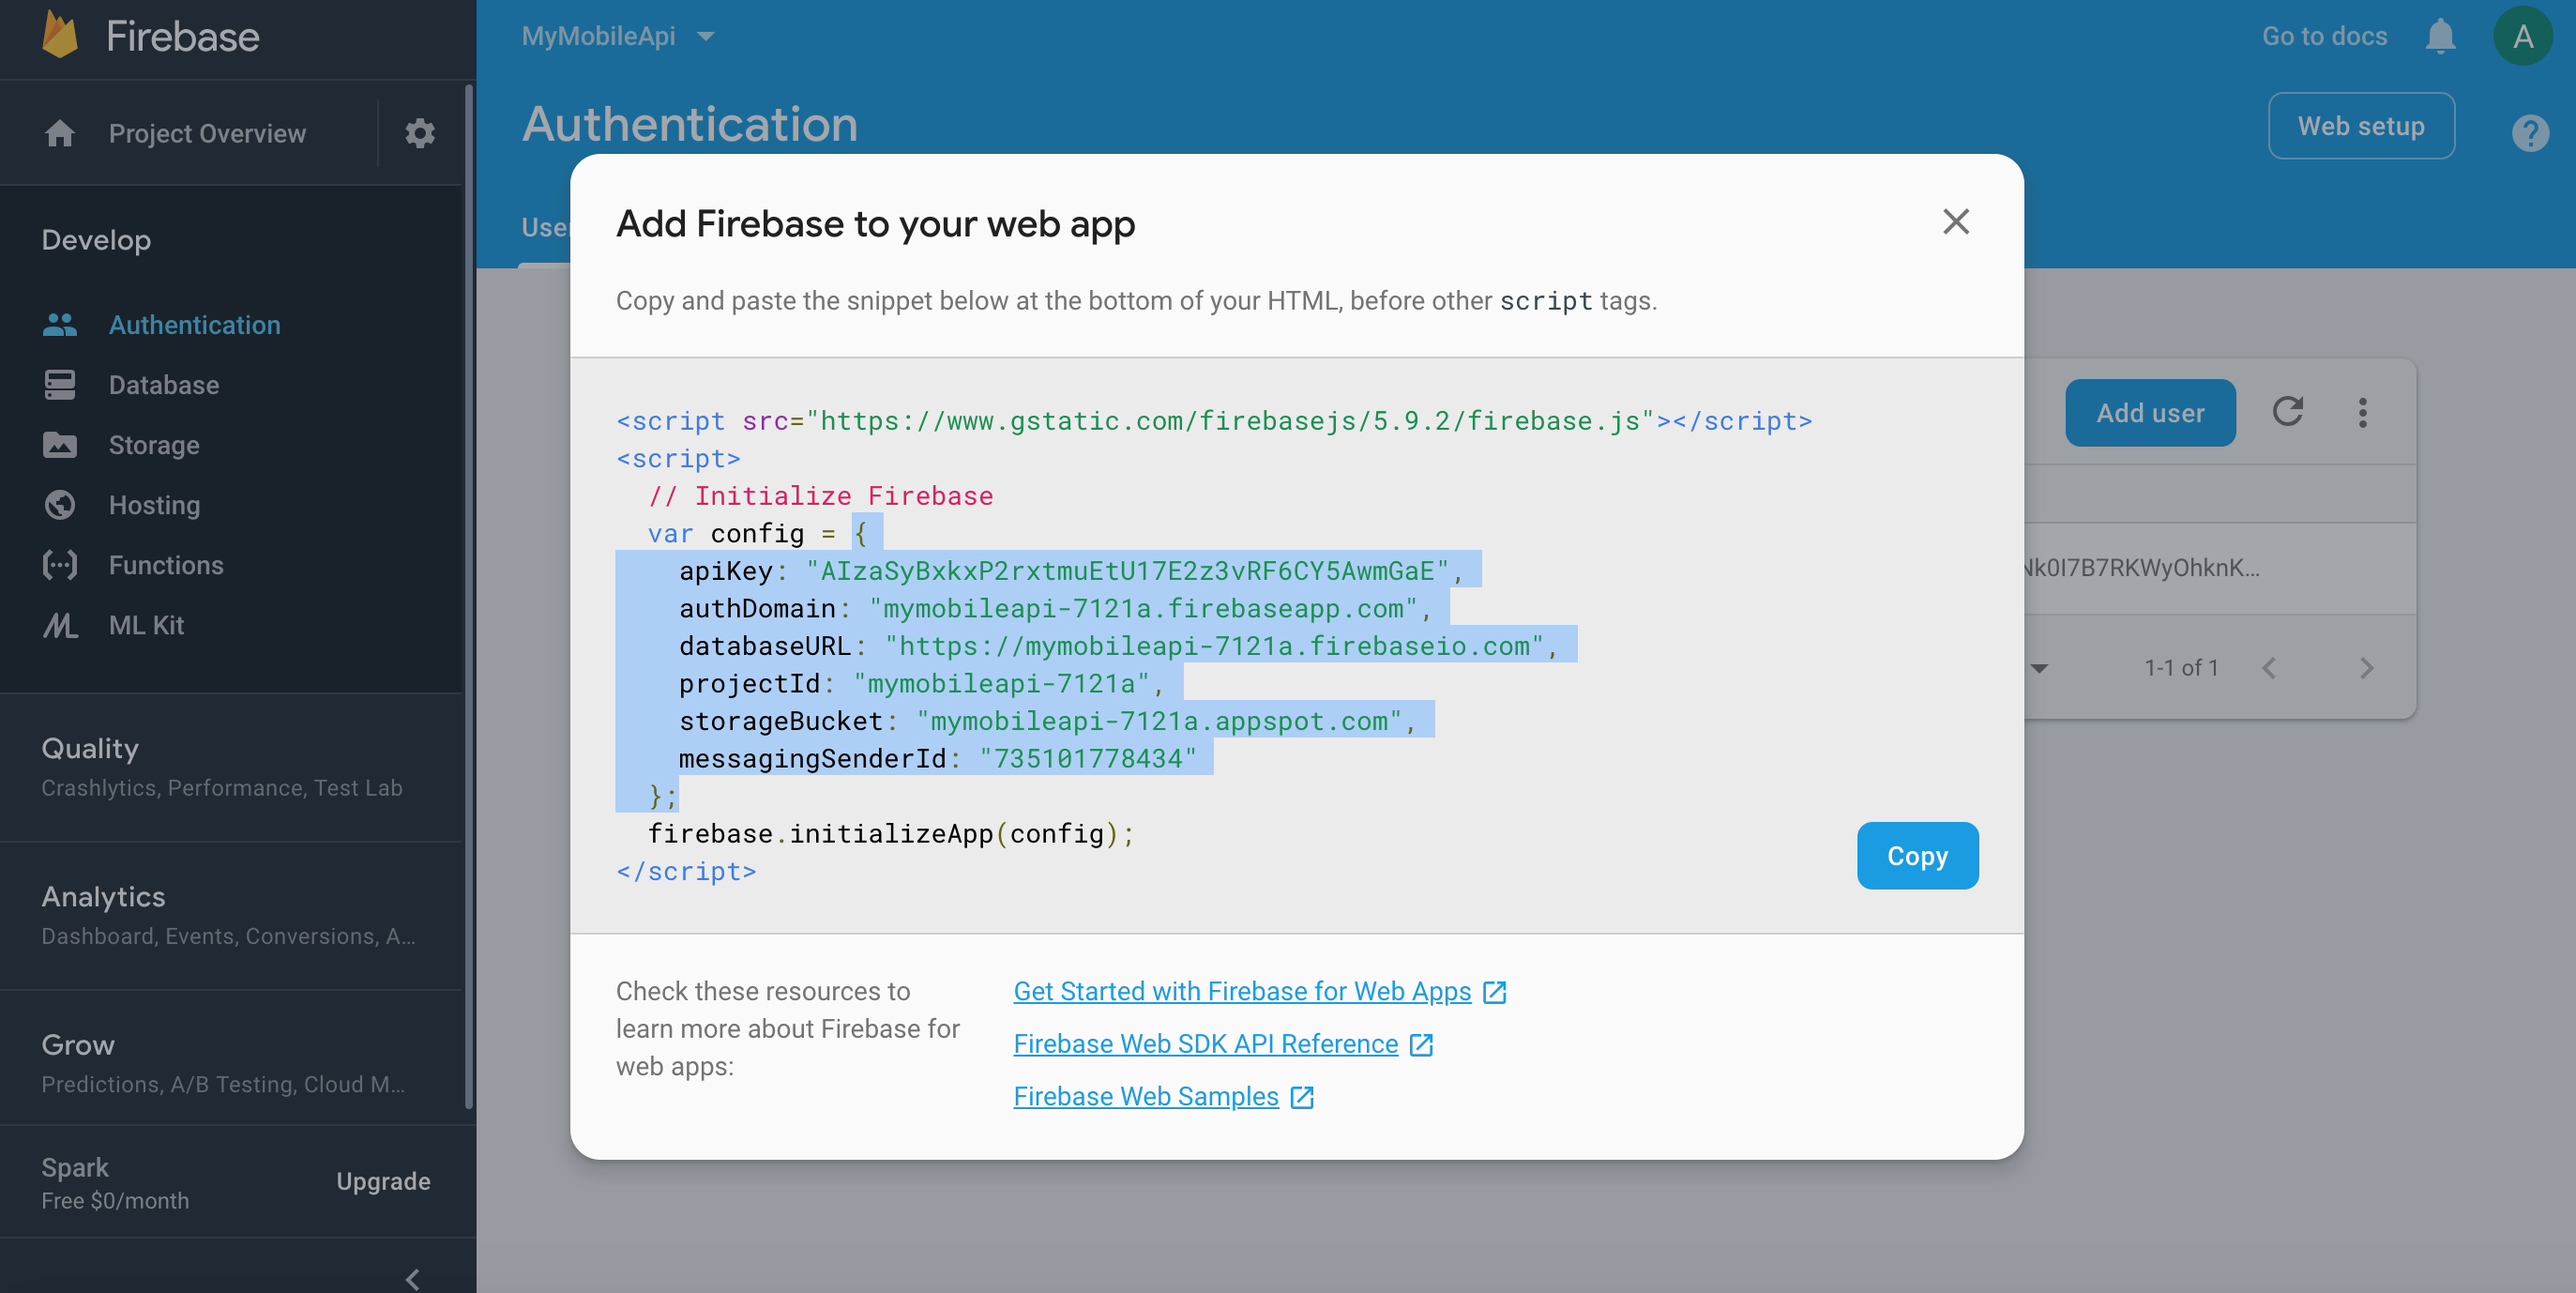 Firebase
MyMobileApi
Go to docs
A
Project Overview
Authentication
Web setup
Develop
Authentication
Database
Storage
Hosting
Functions
ML Kit
Quality
Crashlytics, Performance, Test Lab
Analytics
Dashboard, Events, Conversions, A...
Grow
Predictions, A/B Testing, Cloud M...
Spark
Free $0/month
Upgrade
Add Firebase to your web app
Copy and paste the snippet below at the bottom of your HTML, before other script tags.
<script src="https://www.gstatic.com/firebasejs/5.9.2/firebase.js"></script>
<script>
  // Initialize Firebase
  var config = {
    apiKey: "AIzaSyBxkxP2rxtmuEtU17E2z3vRF6CY5AwmGaE",
    authDomain: "mymobileapi-7121a.firebaseapp.com",
    databaseURL: "https://mymobileapi-7121a.firebaseio.com",
    projectId: "mymobileapi-7121a",
    storageBucket: "mymobileapi-7121a.appspot.com",
    messagingSenderId: "735101778434"
  };
  firebase.initializeApp(config);
</script>
Copy
Check these resources to
learn more about Firebase for
web apps:
Get Started with Firebase for Web Apps
Firebase Web SDK API Reference
Firebase Web Samples
Add user
1-1 of 1